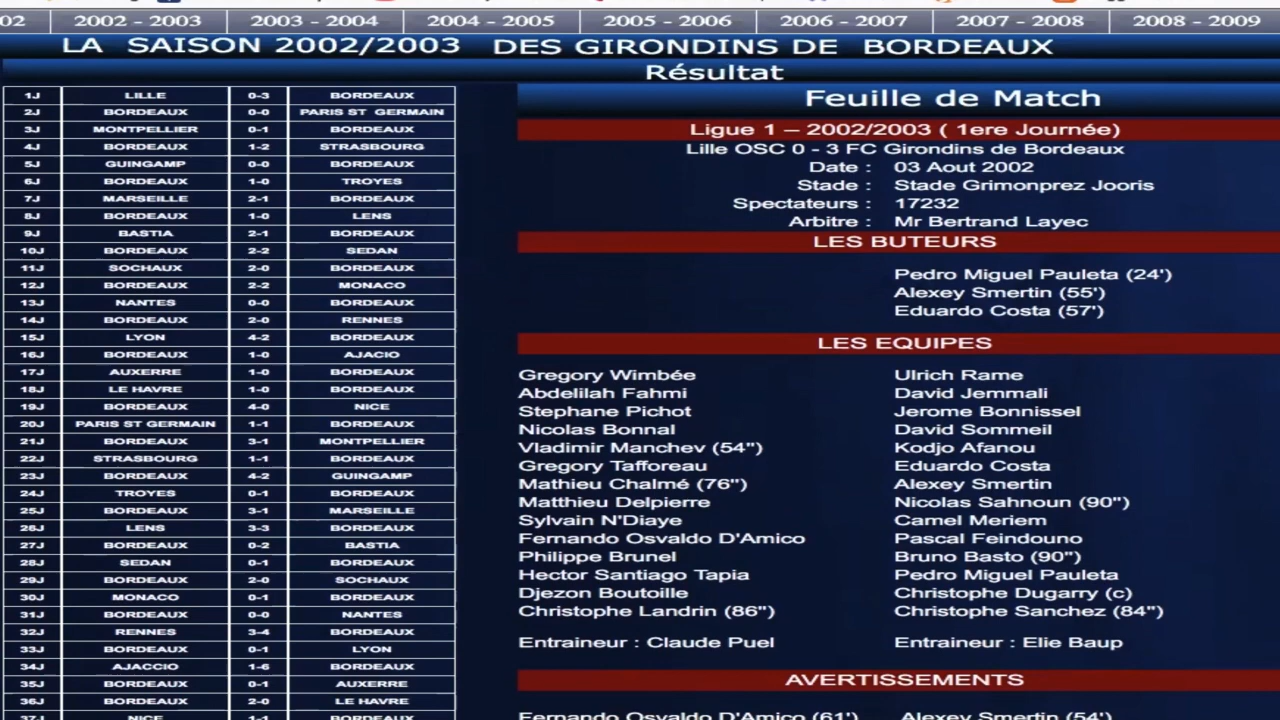 02 2002 - 2003 2003 - 2004 2004 - 2005 2005 - 2006 2006 - 2007 2007 - 2008 2008 - 2009
LA SAISON 2002/2003 DES GIRONDINS DE BORDEAUX
Résultat
1J LILLE 0-3 BORDEAUX
2J BORDEAUX 0-0 PARIS ST GERMAIN
3J MONTPELLIER 0-1 BORDEAUX
4J BORDEAUX 1-2 STRASBOURG
5J GUINGAMP 0-0 BORDEAUX
6J BORDEAUX 1-0 TROYES
7J MARSEILLE 2-1 BORDEAUX
8J BORDEAUX 1-0 LENS
9J BASTIA 2-1 BORDEAUX
10J BORDEAUX 2-2 SEDAN
11J SOCHAUX 2-0 BORDEAUX
12J BORDEAUX 2-2 MONACO
13J NANTES 0-0 BORDEAUX
14J BORDEAUX 2-0 RENNES
15J LYON 4-2 BORDEAUX
16J BORDEAUX 1-0 AJACIO
17J AUXERRE 1-0 BORDEAUX
18J LE HAVRE 1-0 BORDEAUX
19J BORDEAUX 4-0 NICE
20J PARIS ST GERMAIN 1-1 BORDEAUX
21J BORDEAUX 3-1 MONTPELLIER
22J STRASBOURG 1-1 BORDEAUX
23J BORDEAUX 4-2 GUINGAMP
24J TROYES 0-1 BORDEAUX
25J BORDEAUX 3-1 MARSEILLE
26J LENS 3-3 BORDEAUX
27J BORDEAUX 0-2 BASTIA
28J SEDAN 0-1 BORDEAUX
29J BORDEAUX 2-0 SOCHAUX
30J MONACO 0-1 BORDEAUX
31J BORDEAUX 0-0 NANTES
32J RENNES 3-4 BORDEAUX
33J BORDEAUX 0-1 LYON
34J AJACCIO 1-6 BORDEAUX
35J BORDEAUX 0-1 AUXERRE
36J BORDEAUX 2-0 LE HAVRE
37J NICE 1-1 BORDEAUX
Feuille de Match
Ligue 1 – 2002/2003 ( 1ere Journée)
Lille OSC 0 - 3 FC Girondins de Bordeaux
Date : 03 Aout 2002
Stade : Stade Grimonprez Jooris
Spectateurs : 17232
Arbitre : Mr Bertrand Layec
LES BUTEURS
Pedro Miguel Pauleta (24')
Alexey Smertin (55')
Eduardo Costa (57')
LES EQUIPES
Gregory Wimbée Ulrich Rame
Abdelilah Fahmi David Jemmali
Stephane Pichot Jerome Bonnissel
Nicolas Bonnal David Sommeil
Vladimir Manchev (54") Kodjo Afanou
Gregory Tafforeau Eduardo Costa
Mathieu Chalmé (76") Alexey Smertin
Matthieu Delpierre Nicolas Sahnoun (90")
Sylvain N'Diaye Camel Meriem
Fernando Osvaldo D'Amico Pascal Feindouno
Philippe Brunel Bruno Basto (90")
Hector Santiago Tapia Pedro Miguel Pauleta
Djezon Boutoille Christophe Dugarry (c)
Christophe Landrin (86") Christophe Sanchez (84")
Entraineur : Claude Puel Entraineur : Elie Baup
AVERTISSEMENTS
Fernando Osvaldo D'Amico (61') Alexey Smertin (54')